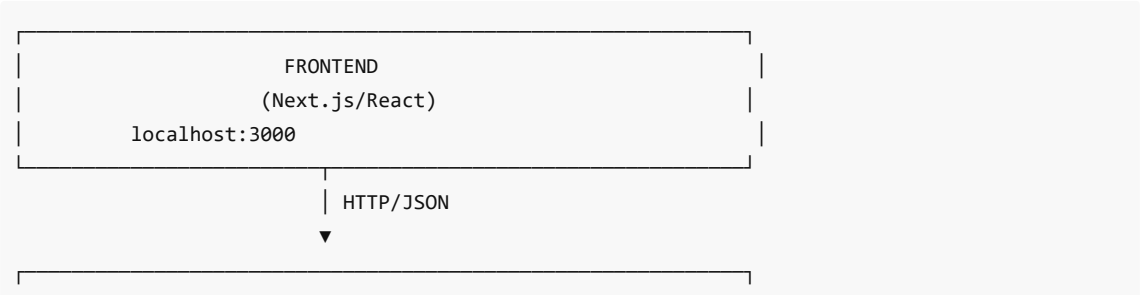 FRONTEND
(Next.js/React)
localhost:3000
HTTP/JSON